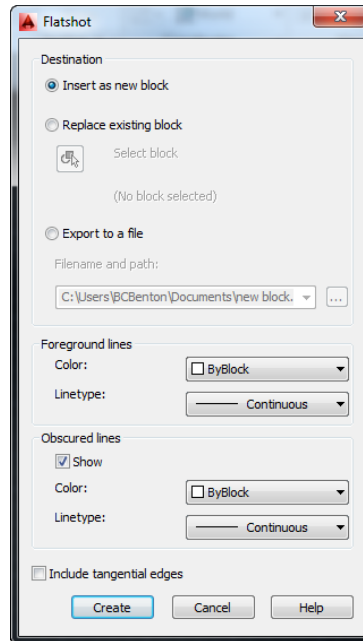 Flatshot
Destination
Insert as new block
Replace existing block
Select block
(No block selected)
Export to a file
Filename and path:
C:\Users\BCBenton\Documents\new block.
...
Foreground lines
Color:
ByBlock
Linetype:
Continuous
Obscured lines
Show
Color:
ByBlock
Linetype:
Continuous
Include tangential edges
Create Cancel Help